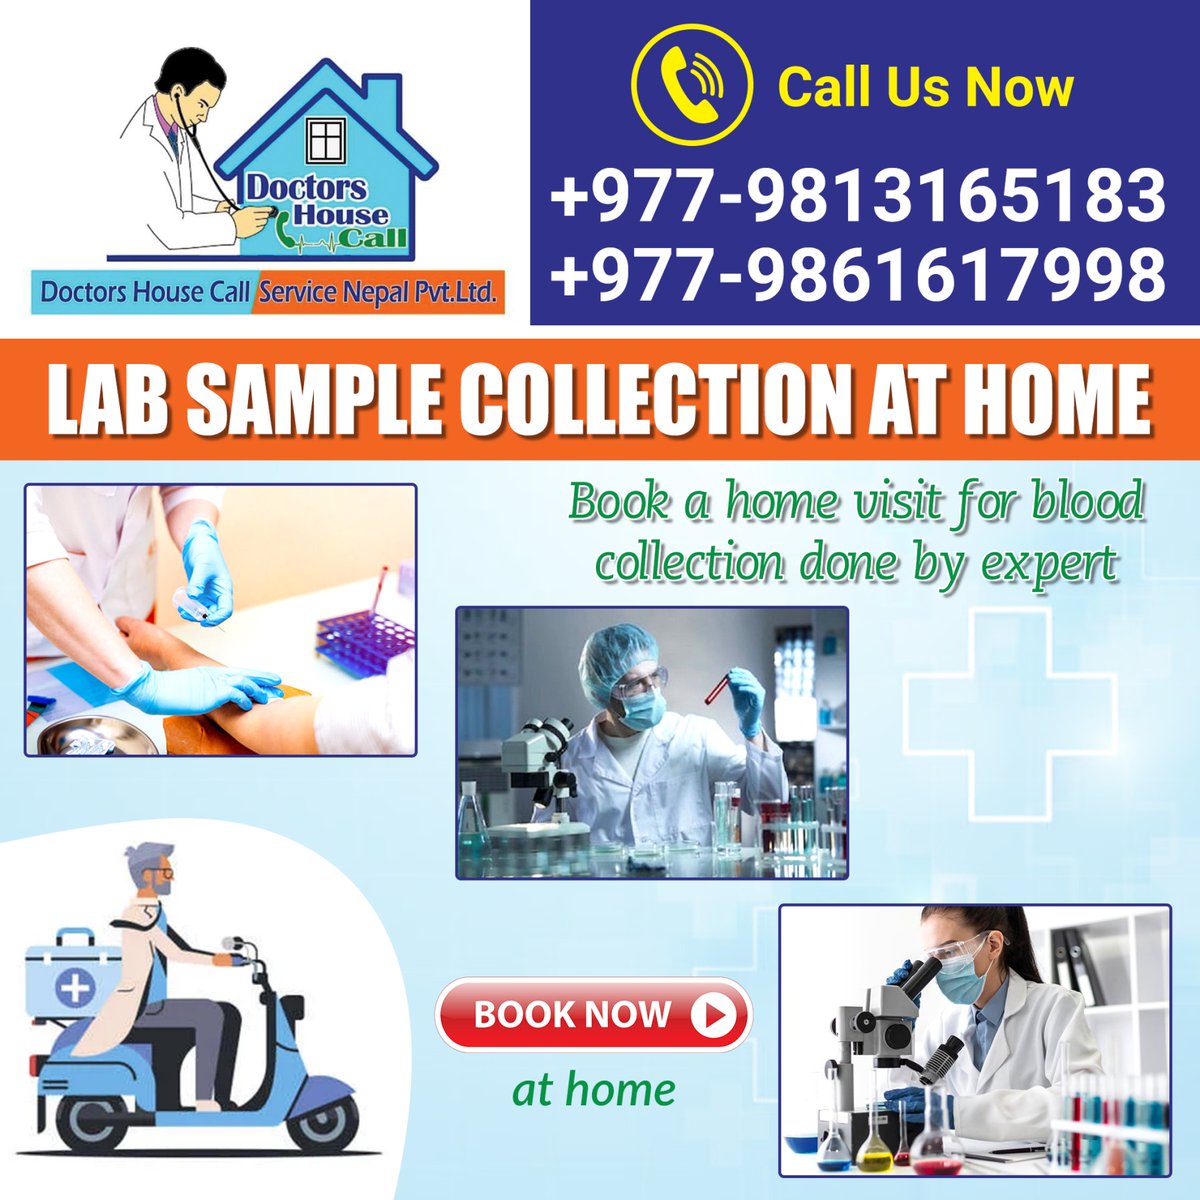 Doctors
House
Call
Doctors House Call Service Nepal Pvt.Ltd.
Call Us Now
+977-9813165183
+977-9861617998
LAB SAMPLE COLLECTION AT HOME
Book a home visit for blood
collection done by expert
BOOK NOW
at home